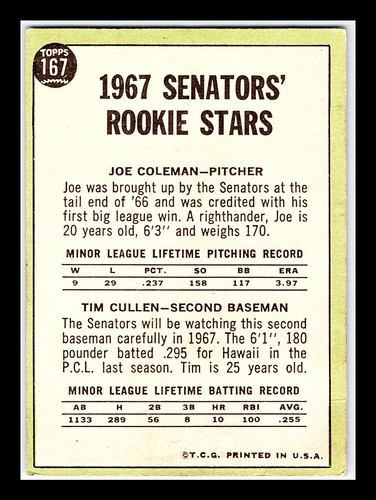 TOPPS
167
1967 SENATORS'
ROOKIE STARS
JOE COLEMAN—PITCHER
Joe was brought up by the Senators at the
tail end of '66 and was credited with his
first big league win. A righthander, Joe is
20 years old, 6'3" and weighs 170.
MINOR LEAGUE LIFETIME PITCHING RECORD
W L PCT. SO BB ERA
9 29 .237 158 117 3.97
TIM CULLEN—SECOND BASEMAN
The Senators will be watching this second
baseman carefully in 1967. The 6'1", 180
pounder batted .295 for Hawaii in the
P.C.L. last season. Tim is 25 years old.
MINOR LEAGUE LIFETIME BATTING RECORD
AB H 2B 3B HR RBI AVG.
1133 289 56 8 10 100 .255
©T.C.G. PRINTED IN U.S.A.